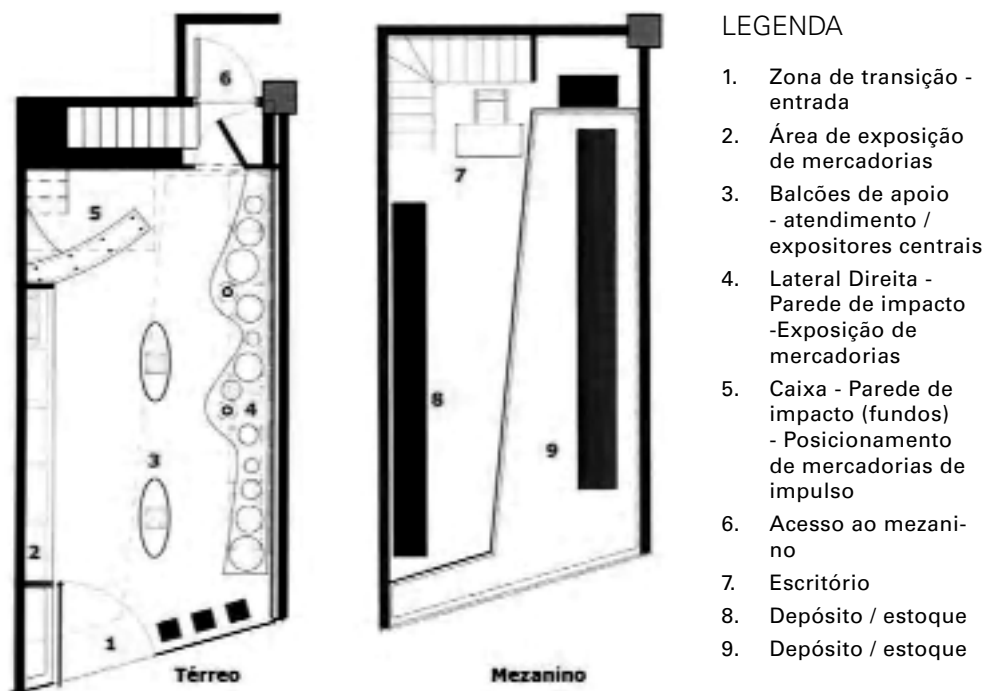 6
5
4
3
2
1
Térreo
7
8
9
Mezanino
LEGENDA
1. Zona de transição -
entrada
2. Área de exposição
de mercadorias
3. Balcões de apoio
- atendimento /
expositores centrais
4. Lateral Direita -
Parede de impacto
-Exposição de
mercadorias
5. Caixa - Parede de
impacto (fundos)
- Posicionamento
de mercadorias de
impulso
6. Acesso ao mezani-
no
7. Escritório
8. Depósito / estoque
9. Depósito / estoque